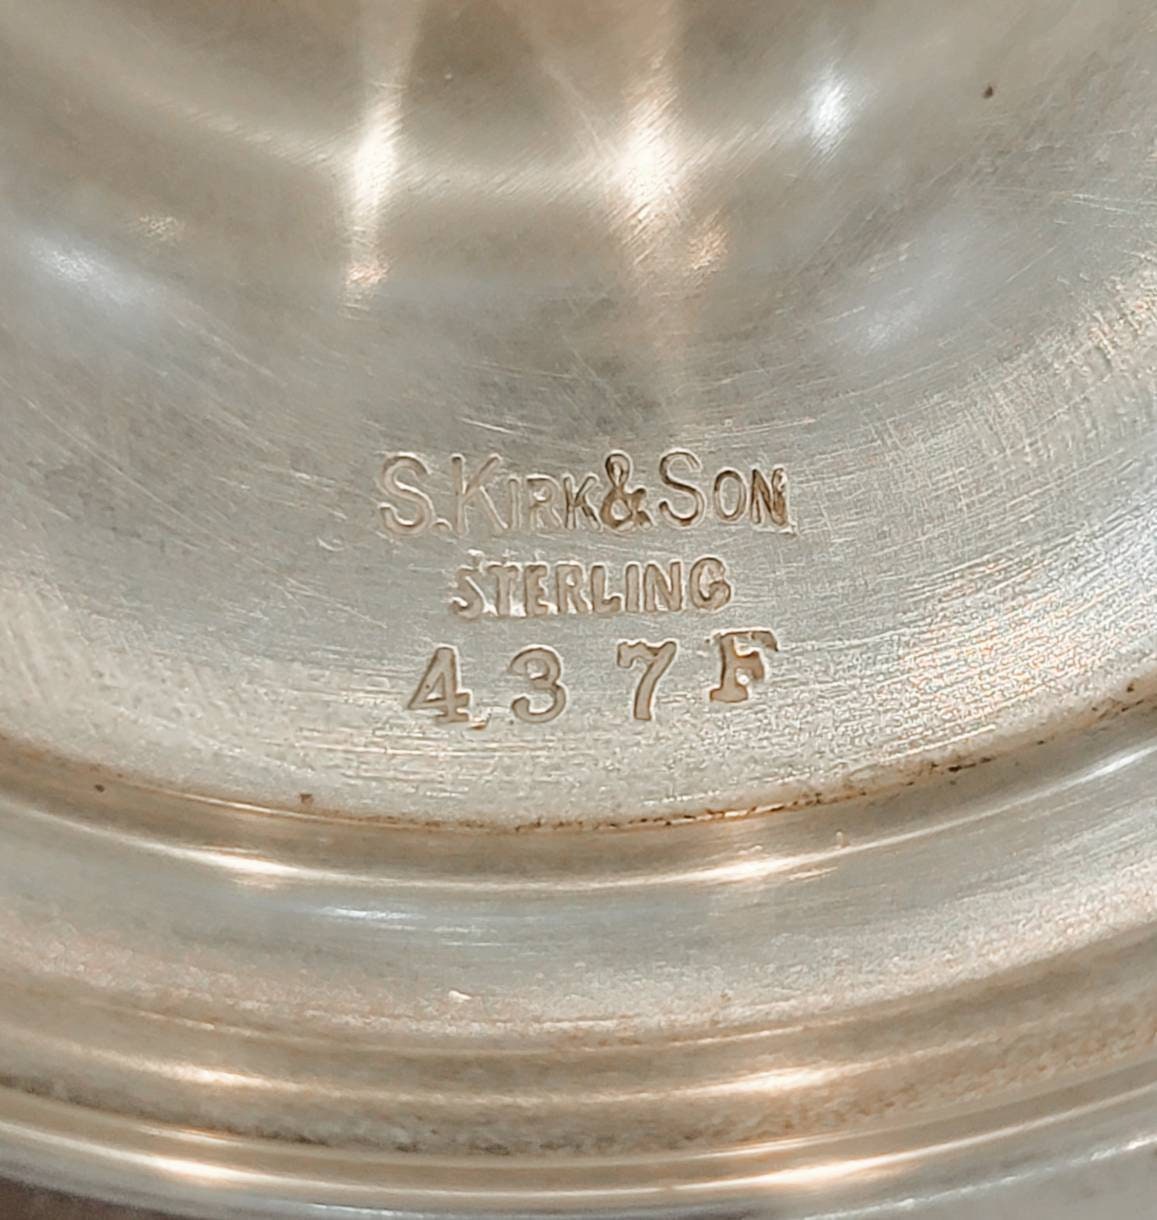 S. KIRK & SON
STERLING
437F